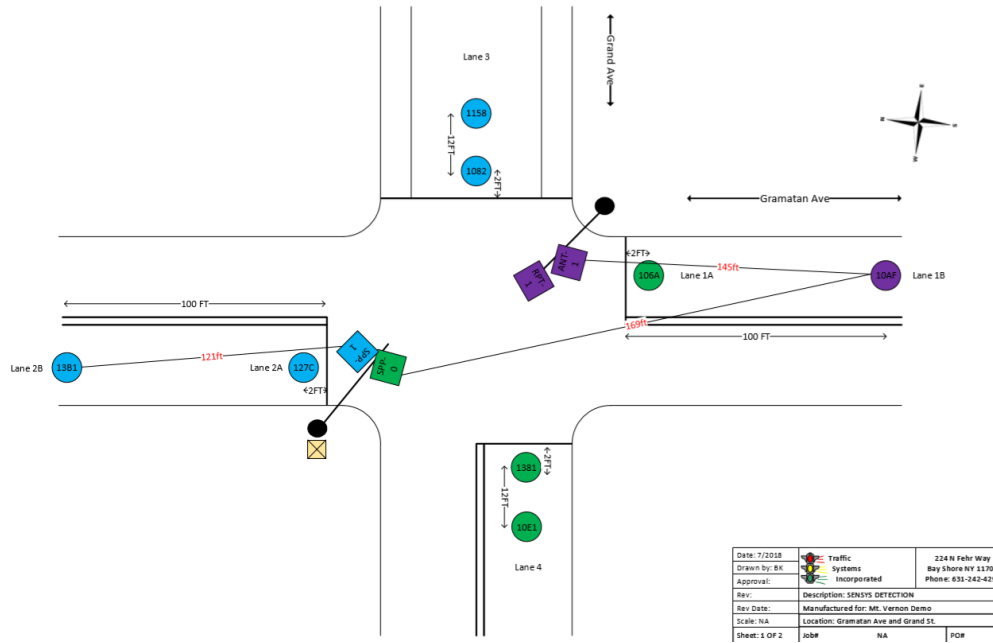 Lane 3
Grand Ave
1158
12FT
1082
2FT
Gramatan Ave
ANT-1
RPT-1
2FT
106A
Lane 1A
145ft
10AF
Lane 1B
100 FT
169ft
100 FT
SPP-1
SPP-0
121ft
Lane 2B
13B1
Lane 2A
127C
2FT
1381
2FT
12FT
10E1
Lane 4
Date: 7/2018
Drawn by: BK
Approval:
Traffic
Systems
Incorporated
224 N Fehr Way
Bay Shore NY 1170
Phone: 631-242-429
Rev:
Description: SENSYS DETECTION
Rev Date:
Manufactured for: Mt. Vernon Demo
Scale: NA
Location: Gramatan Ave and Grand St.
Sheet: 1 OF 2
Job# NA
PO#